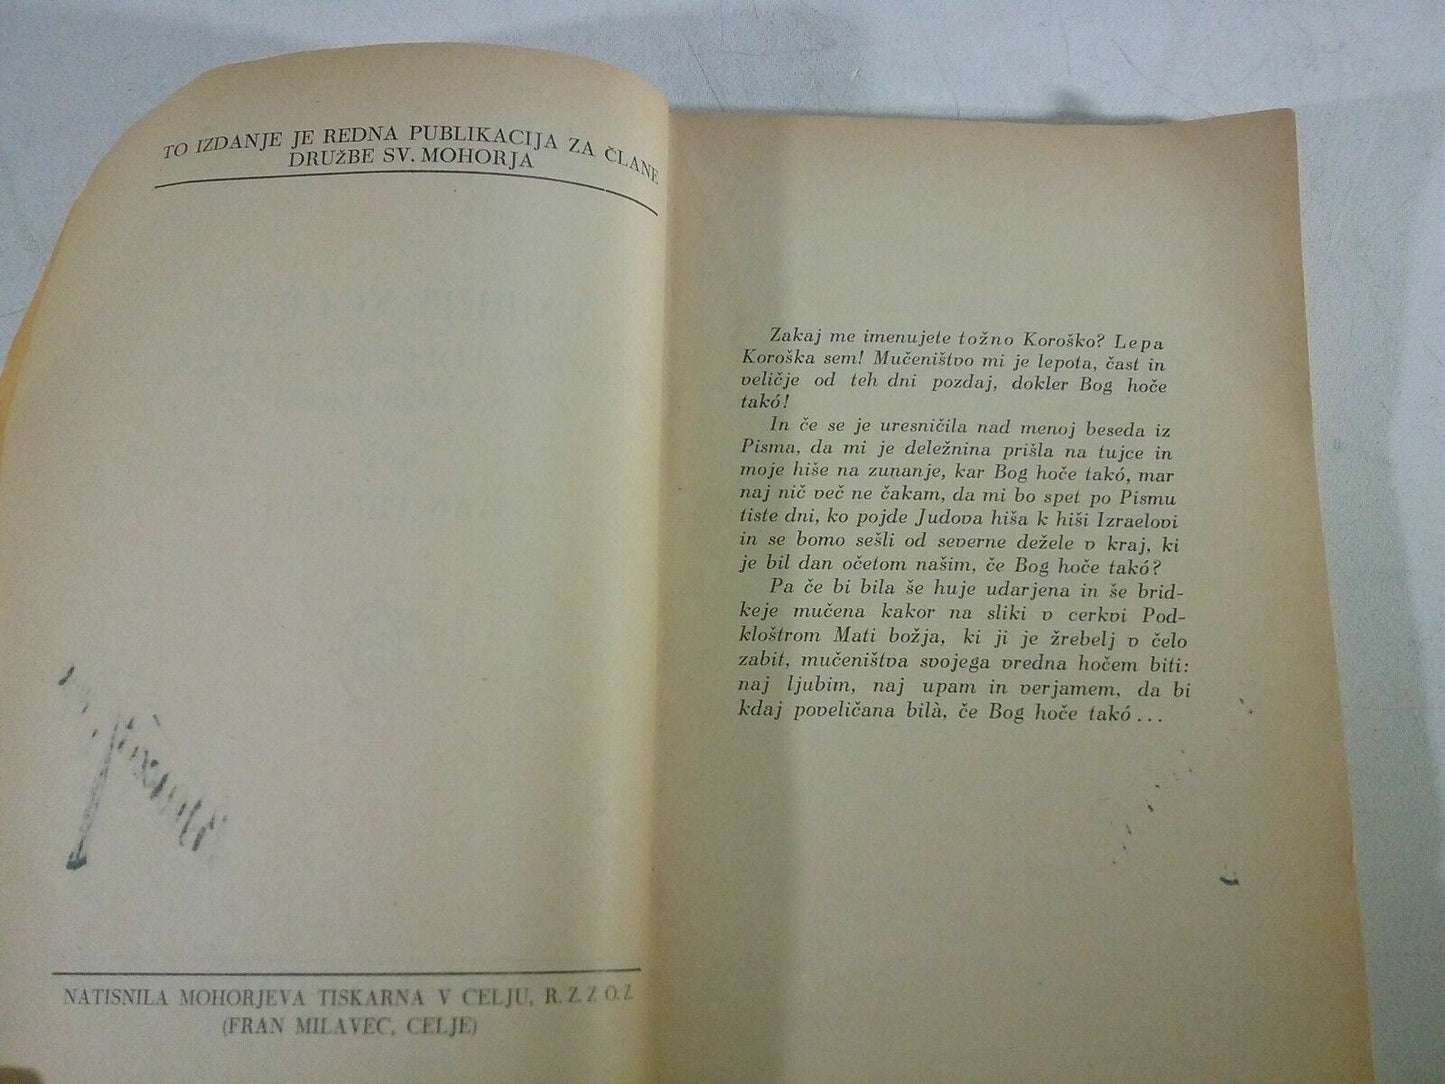 TO IZDANJE JE REDNA PUBLIKACIJA ZA ČLANE
DRUŽBE SV. MOHORJA
NATISNILA MOHORJEVA TISKARNA V CELJU, R. Z. Z O. Z.
(FRAN MILAVEC, CELJE)
Zakaj me imenujete tožno Koroško? Lepa
Koroška sem! Mučeništvo mi je lepota, čast in
veličje od teh dni pozdaj, dokler Bog hoče
takó!
In če se je uresničila nad menoj beseda iz
Pisma, da mi je deležnina prišla na tujce in
moje hiše na zunanje, kar Bog hoče takó, mar
naj nič več ne čakam, da mi bo spet po Pismu
tiste dni, ko pojde Judova hiša k hiši Izraelovi
in se bomo sešli od severne dežele v kraj, ki
je bil dan očetom našim, če Bog hoče takó?
Pa če bi bila še huje udarjena in še brid-
keje mučena kakor na sliki v cerkvi Pod-
kloštrom Mati božja, ki ji je žrebelj v čelo
zabit, mučeništva svojega vredna hočem biti:
naj ljubim, naj upam in verjamem, da bi
kdaj poveličana bilà, če Bog hoče takó ...